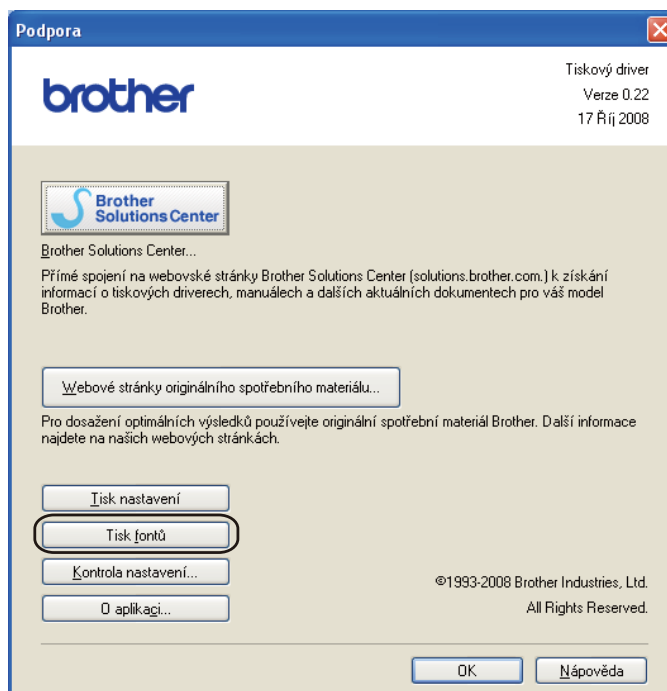 Podpora
brother
Tiskový driver
Verze 0.22
17 Říj 2008
Brother
Solutions Center
Brother Solutions Center...
Přímé spojení na webovské stránky Brother Solutions Center (solutions.brother.com.) k získání
informací o tiskových driverech, manuálech a dalších aktuálních dokumentech pro váš model
Brother.
Webové stránky originálního spotřebního materiálu...
Pro dosažení optimálních výsledků používejte originální spotřební materiál Brother. Další informace
najdete na našich webových stránkách.
Tisk nastavení
Tisk fontů
Kontrola nastavení...
O aplikaci...
©1993-2008 Brother Industries, Ltd.
All Rights Reserved.
OK
Nápověda